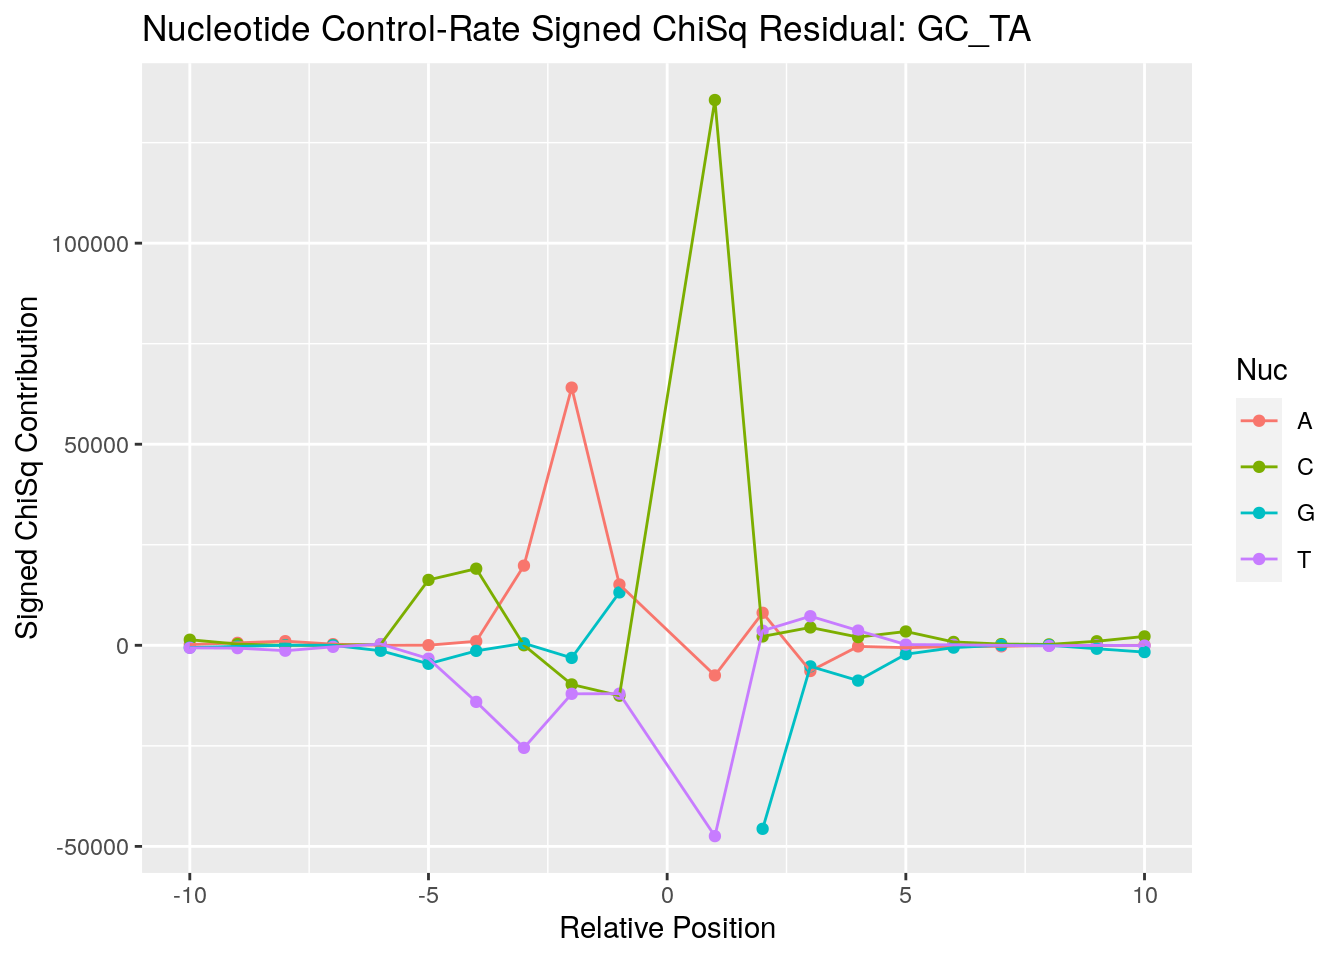 Nucleotide Control-Rate Signed ChiSq Residual: GC_TA
Signed ChiSq Contribution
100000
50000
0
-50000
-10
-5
0
5
10
Relative Position
Nuc
A
C
G
T